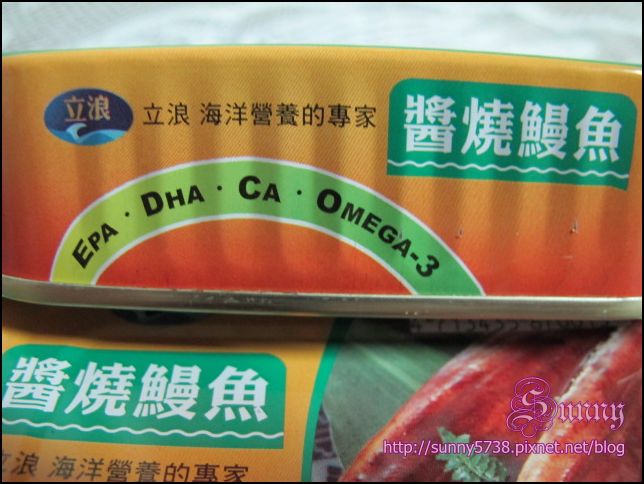 立浪
立浪 海洋營養的專家
醬燒鰻魚
EPA · DHA · CA · OMEGA-3
醬燒鰻魚
立浪 海洋營養的專家
Sunny
http://sunny5738.pixnet.net/blog